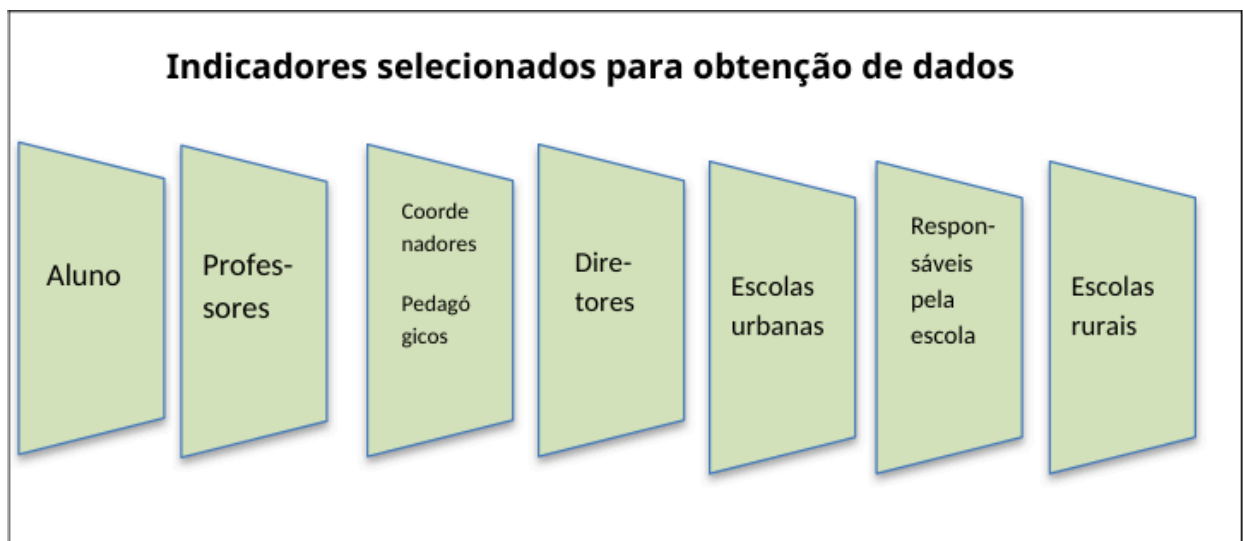 Indicadores selecionados para obtenção de dados
Aluno
Profes-
sores
Coorde
nadores
Pedagó
gicos
Dire-
tores
Escolas
urbanas
Respon-
sáveis
pela
escola
Escolas
rurais